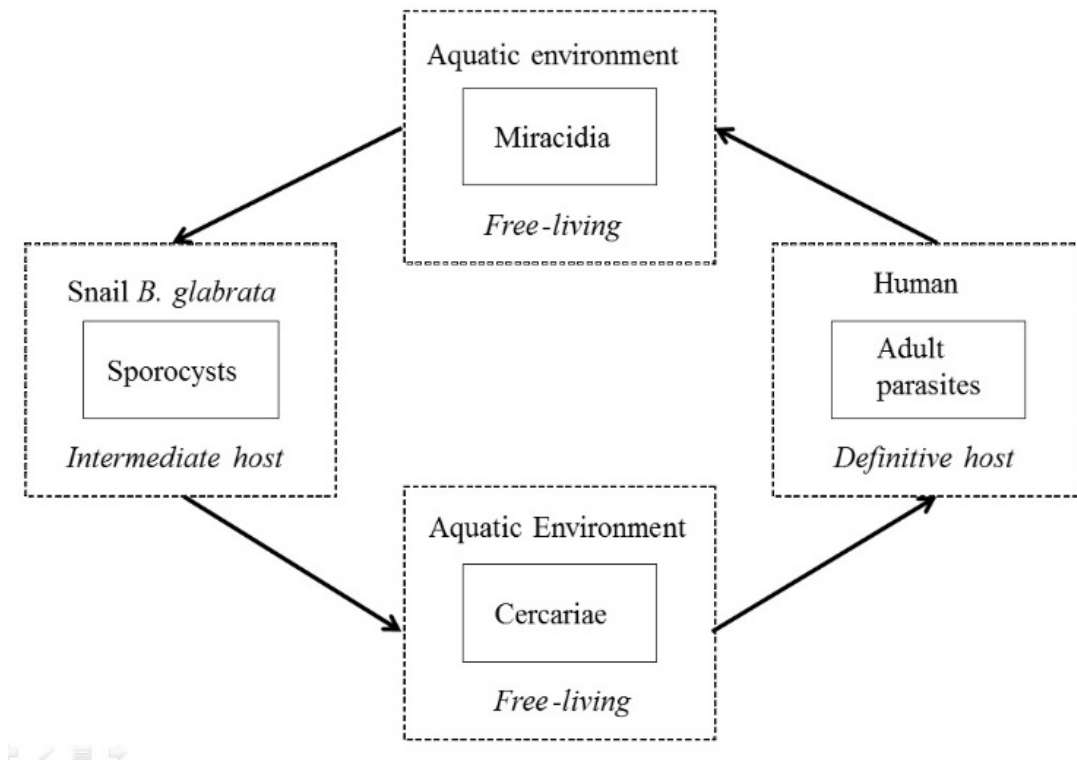 Aquatic environment
Miracidia
Free-living
Snail B. glabrata
Sporocysts
Intermediate host
Human
Adult
parasites
Definitive host
Aquatic Environment
Cercariae
Free-living